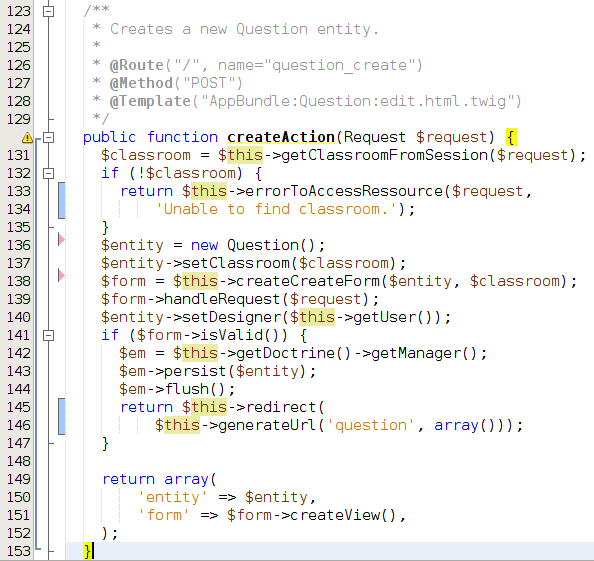 123 /**
124 * Creates a new Question entity.
125 *
126 * @Route("/", name="question_create")
127 * @Method("POST")
128 * @Template("AppBundle:Question:edit.html.twig")
129 */
public function createAction(Request $request) {
131 $classroom = $this->getClassroomFromSession($request);
132 if (!$classroom) {
133 return $this->errorToAccessRessource($request,
134 'Unable to find classroom.');
135 }
136 $entity = new Question();
137 $entity->setClassroom($classroom);
138 $form = $this->createCreateForm($entity, $classroom);
139 $form->handleRequest($request);
140 $entity->setDesigner($this->getUser());
141 if ($form->isValid()) {
142 $em = $this->getDoctrine()->getManager();
143 $em->persist($entity);
144 $em->flush();
145 return $this->redirect(
146 $this->generateUrl('question', array()));
147 }
148
149 return array(
150 'entity' => $entity,
151 'form' => $form->createView(),
152 );
153 }